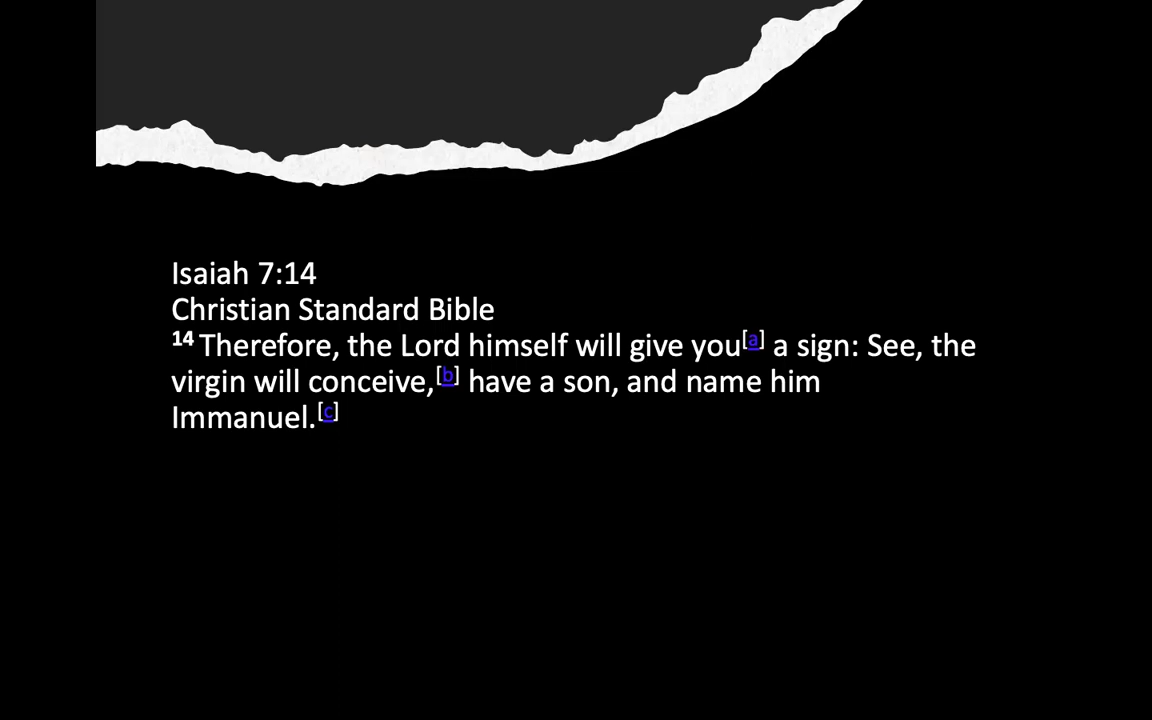 Isaiah 7:14
Christian Standard Bible
14 Therefore, the Lord himself will give you[a] a sign: See, the
virgin will conceive,[b] have a son, and name him
Immanuel.[c]